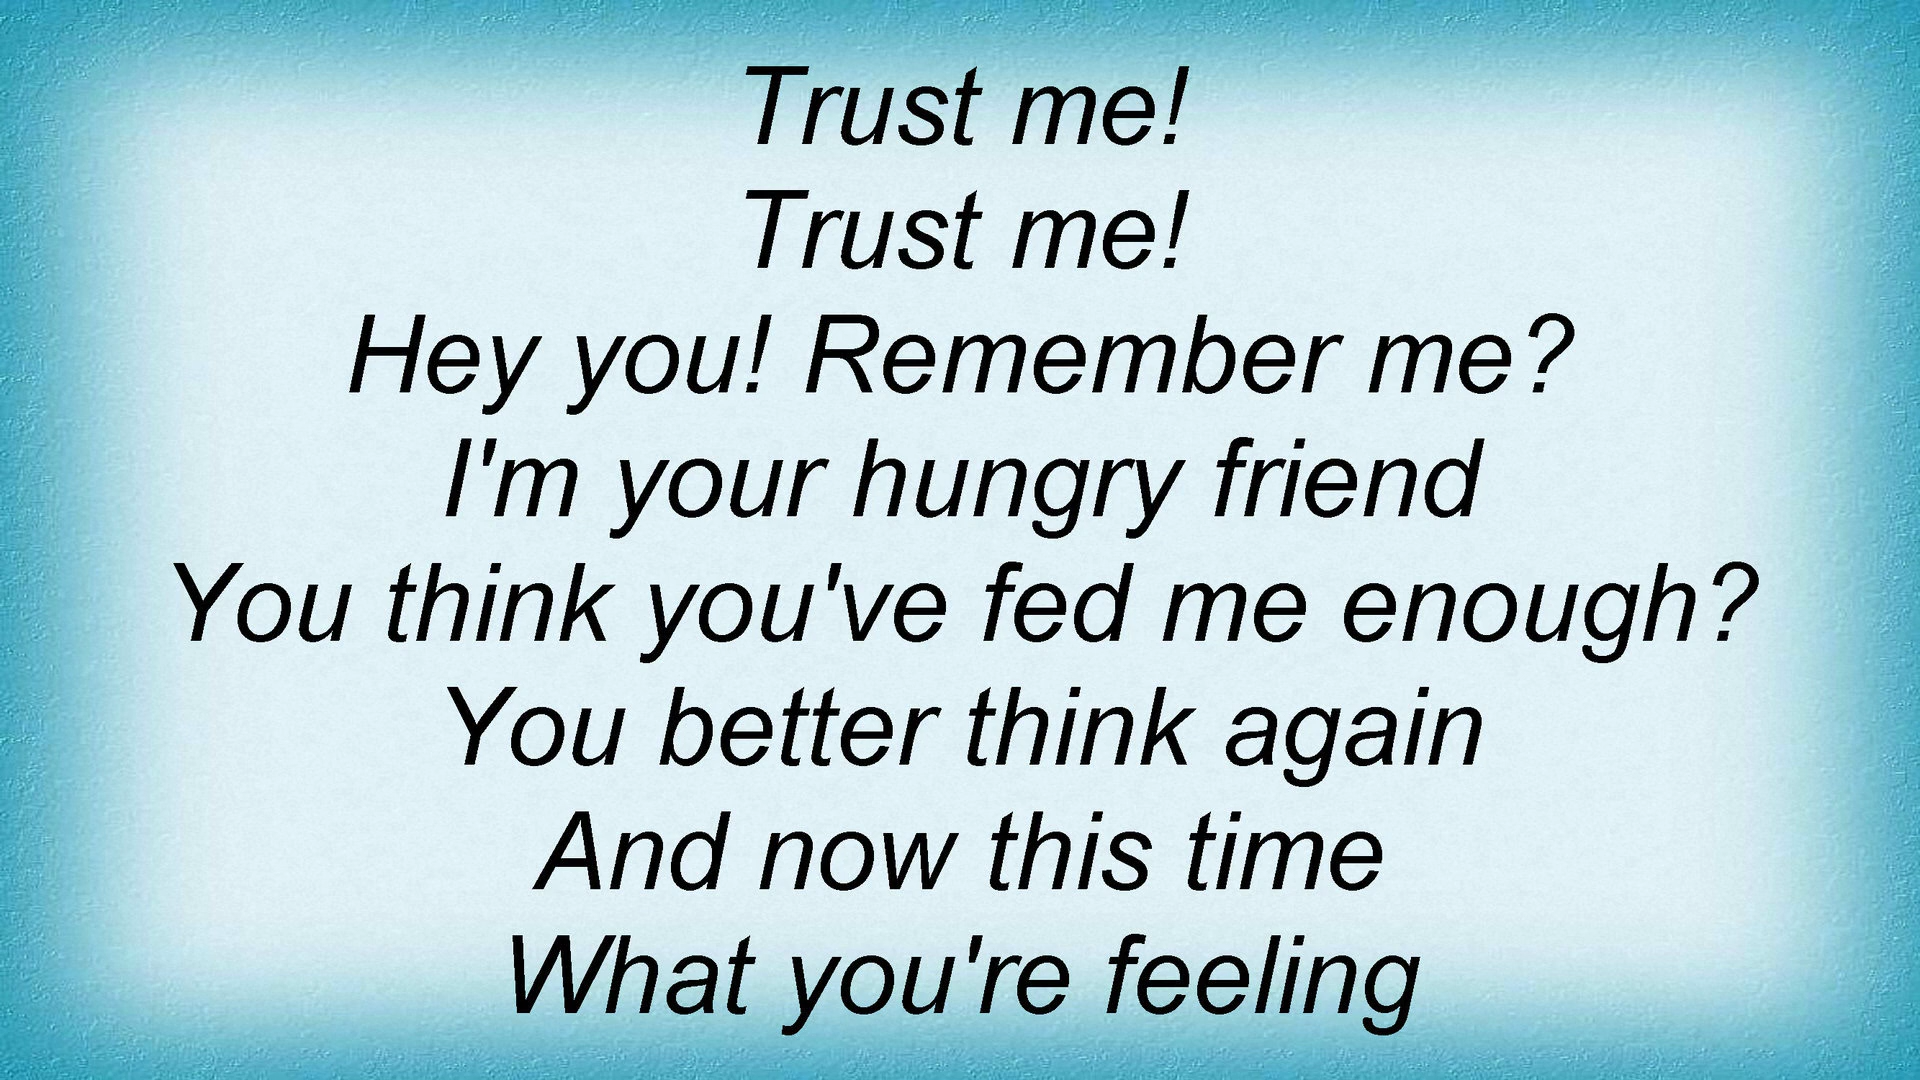 Trust me!
Trust me!
Hey you! Remember me?
I'm your hungry friend
You think you've fed me enough?
You better think again
And now this time
What you're feeling